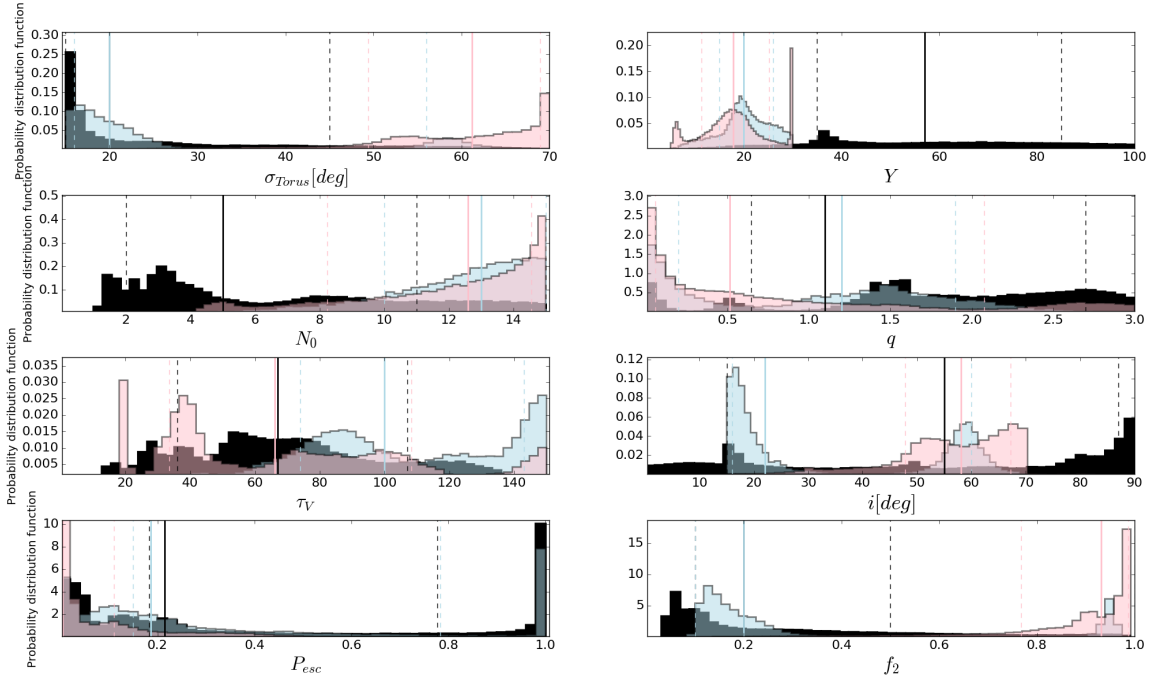 Probability distribution function
0.30
0.25
0.20
0.15
0.10
0.05
20 30 40 50 60 70
σ_Torus[deg]
0.20
0.15
0.10
0.05
20 40 60 80 100
Y
Probability distribution function
0.5
0.4
0.3
0.2
0.1
2 4 6 8 10 12 14
N_0
3.0
2.5
2.0
1.5
1.0
0.5
0.5 1.0 1.5 2.0 2.5 3.0
q
Probability distribution function
0.035
0.030
0.025
0.020
0.015
0.010
0.005
20 40 60 80 100 120 140
τ_V
0.12
0.10
0.08
0.06
0.04
0.02
10 20 30 40 50 60 70 80 90
i[deg]
Probability distribution function
10
8
6
4
2
0.2 0.4 0.6 0.8 1.0
P_esc
15
10
5
0.2 0.4 0.6 0.8 1.0
f_2